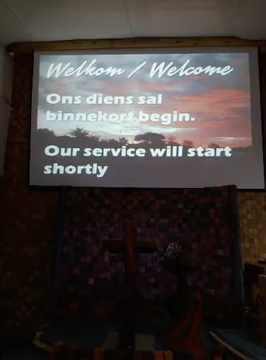 Welkom / Welcome
Ons diens sal
binnekort begin.
Our service will start
shortly